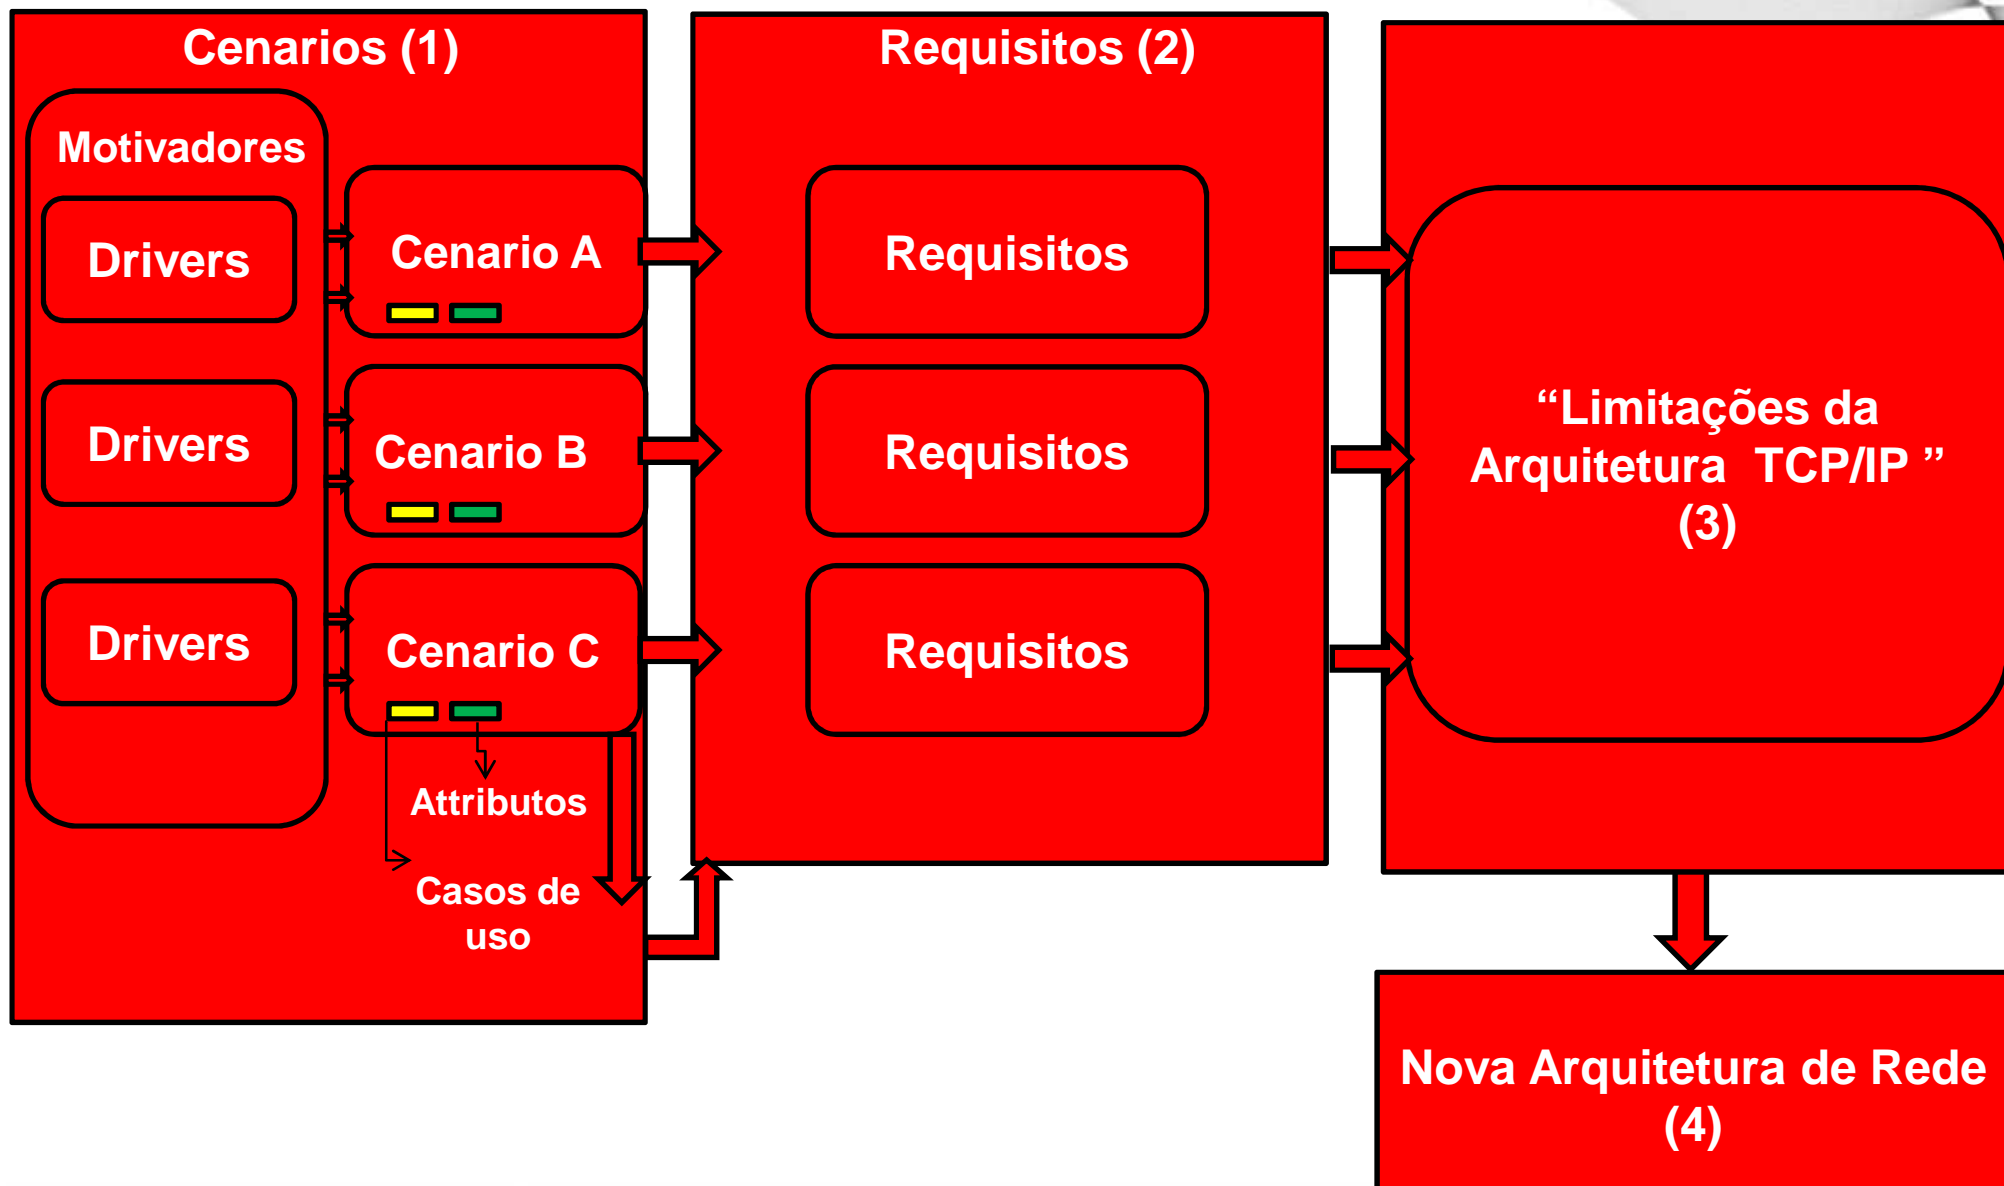 Cenarios (1)
Motivadores
Drivers
Cenario A
Drivers
Cenario B
Drivers
Cenario C
Attributos
Casos de
uso
Requisitos (2)
Requisitos
Requisitos
Requisitos
“Limitações da
Arquitetura TCP/IP ”
(3)
Nova Arquitetura de Rede
(4)